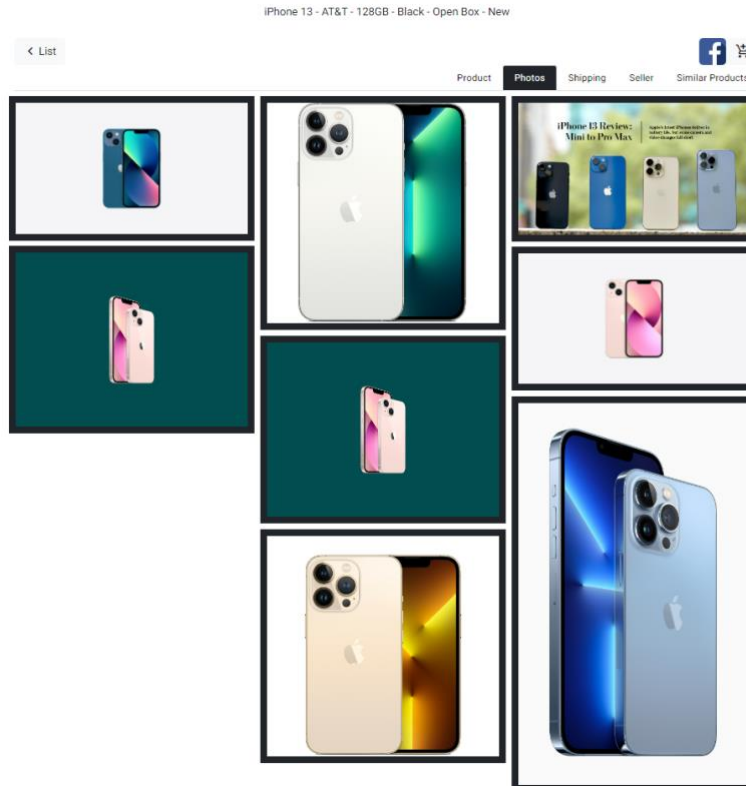 iPhone 13 - AT&T - 128GB - Black - Open Box - New
List
Product Photos Shipping Seller Similar Products
iPhone 13 Review:
Mini to Pro Max